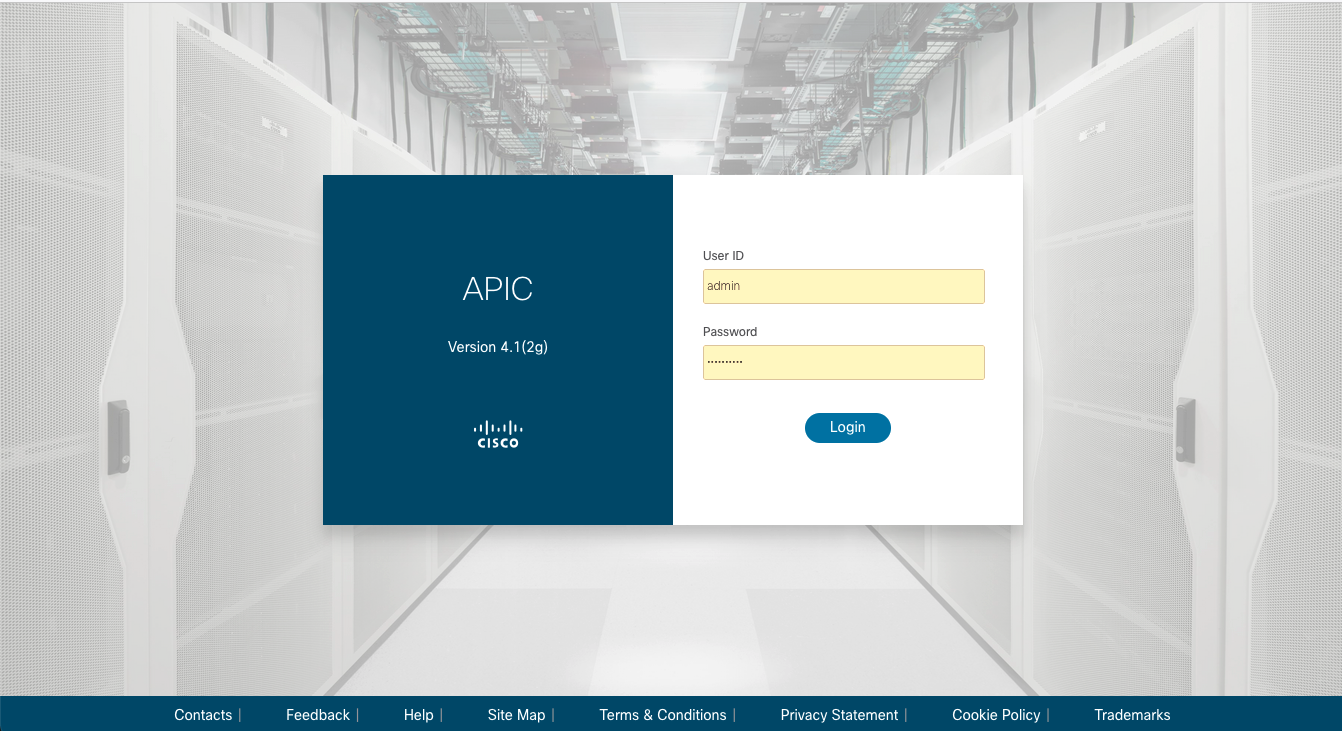 APIC
Version 4.1(2g)
CISCO
User ID
admin
Password
••••••••••
Login
Contacts |
Feedback |
Help |
Site Map |
Terms & Conditions |
Privacy Statement |
Cookie Policy |
Trademarks